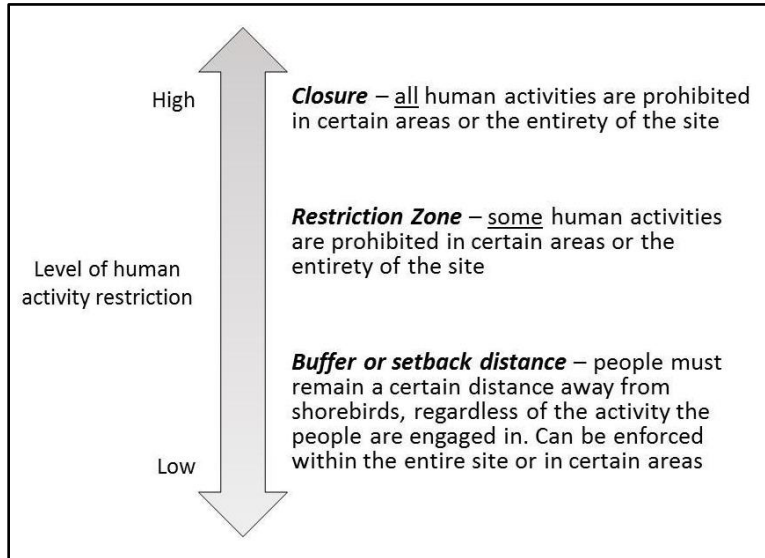 High
Closure – all human activities are prohibited
in certain areas or the entirety of the site
Restriction Zone – some human activities
are prohibited in certain areas or the
entirety of the site
Level of human
activity restriction
Buffer or setback distance – people must
remain a certain distance away from
shorebirds, regardless of the activity the
people are engaged in. Can be enforced
within the entire site or in certain areas
Low